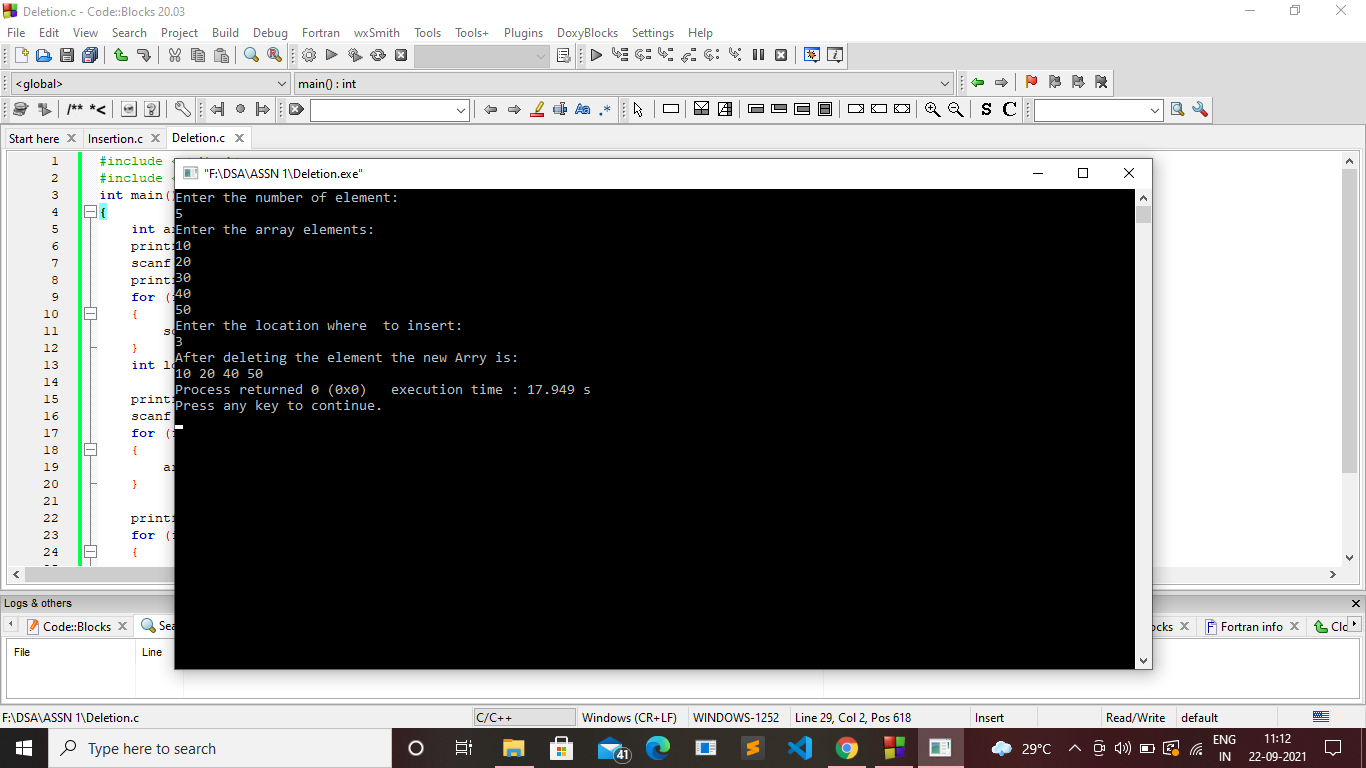 Deletion.c - Code::Blocks 20.03
File Edit View Search Project Build Debug Fortran wxSmith Tools Tools+ Plugins DoxyBlocks Settings Help
<global> main() : int
/** *< Aa .* S C
Start here Insertion.c Deletion.c
1 #include
2 #include
3 int main(
4 {
5 int
6
7 scanf
8
9 for (
10 {
11
12 }
13 int
14
15
16 scanf
17 for (
18 {
19
20 }
21
22
23 for (
24 {
"F:\DSA\ASSN 1\Deletion.exe"
Enter the number of element:
5
Enter the array elements:
10
20
30
40
50
Enter the location where  to insert:
3
After deleting the element the new Arry is:
10 20 40 50
Process returned 0 (0x0)   execution time : 17.949 s
Press any key to continue.
Logs & others
Code::Blocks Fortran info
File Line
F:\DSA\ASSN 1\Deletion.c C/C++ Windows (CR+LF) WINDOWS-1252 Line 29, Col 2, Pos 618 Insert Read/Write default
Type here to search 41 29°C ENG IN 11:12 22-09-2021